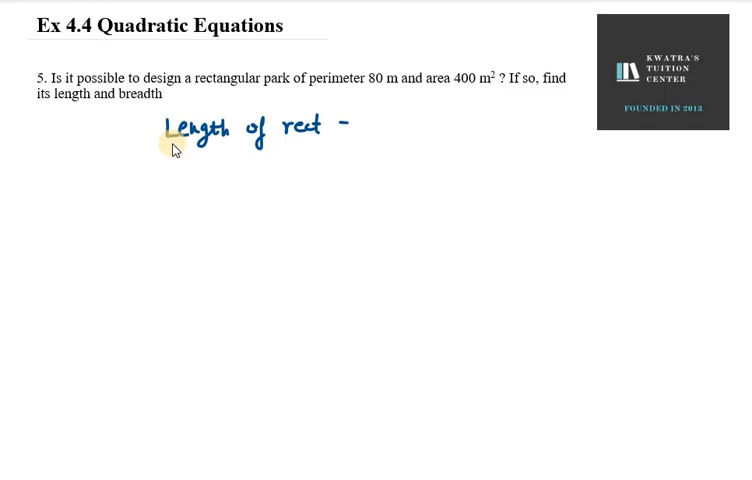 Ex 4.4 Quadratic Equations
KWATRA'S
TUITION
CENTER
FOUNDED IN 2013
5. Is it possible to design a rectangular park of perimeter 80 m and area 400 m² ? If so, find
its length and breadth
Length of rect -